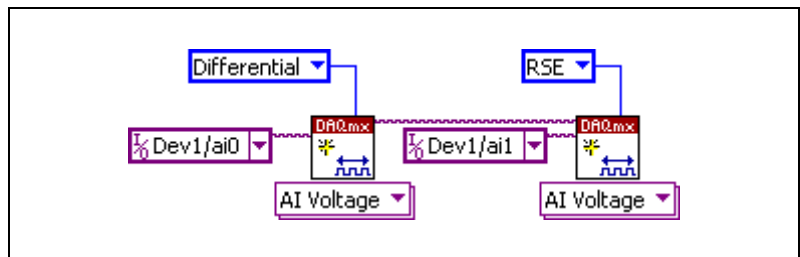 Differential
RSE
DAQmx
DAQmx
I/O Dev1/ai0
I/O Dev1/ai1
AI Voltage
AI Voltage